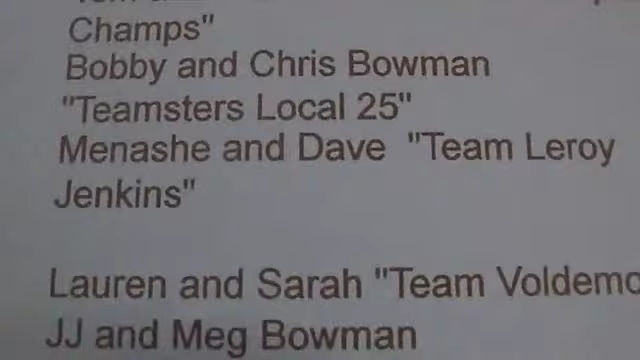 Champs"
Bobby and Chris Bowman
"Teamsters Local 25"
Menashe and Dave "Team Leroy
Jenkins"
Lauren and Sarah "Team Voldemo
JJ and Meg Bowman